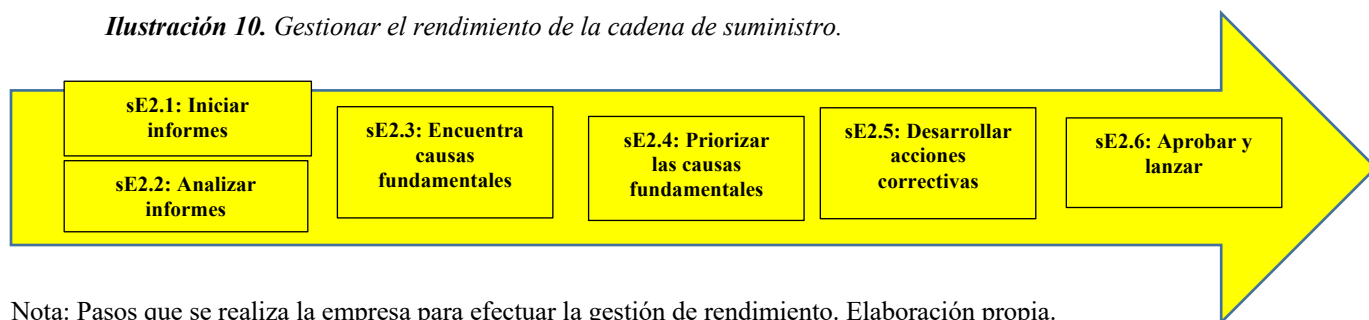 Ilustración 10. Gestionar el rendimiento de la cadena de suministro.
sE2.1: Iniciar
informes
sE2.2: Analizar
informes
sE2.3: Encuentra
causas
fundamentales
sE2.4: Priorizar
las causas
fundamentales
sE2.5: Desarrollar
acciones
correctivas
sE2.6: Aprobar y
lanzar
Nota: Pasos que se realiza la empresa para efectuar la gestión de rendimiento. Elaboración propia.